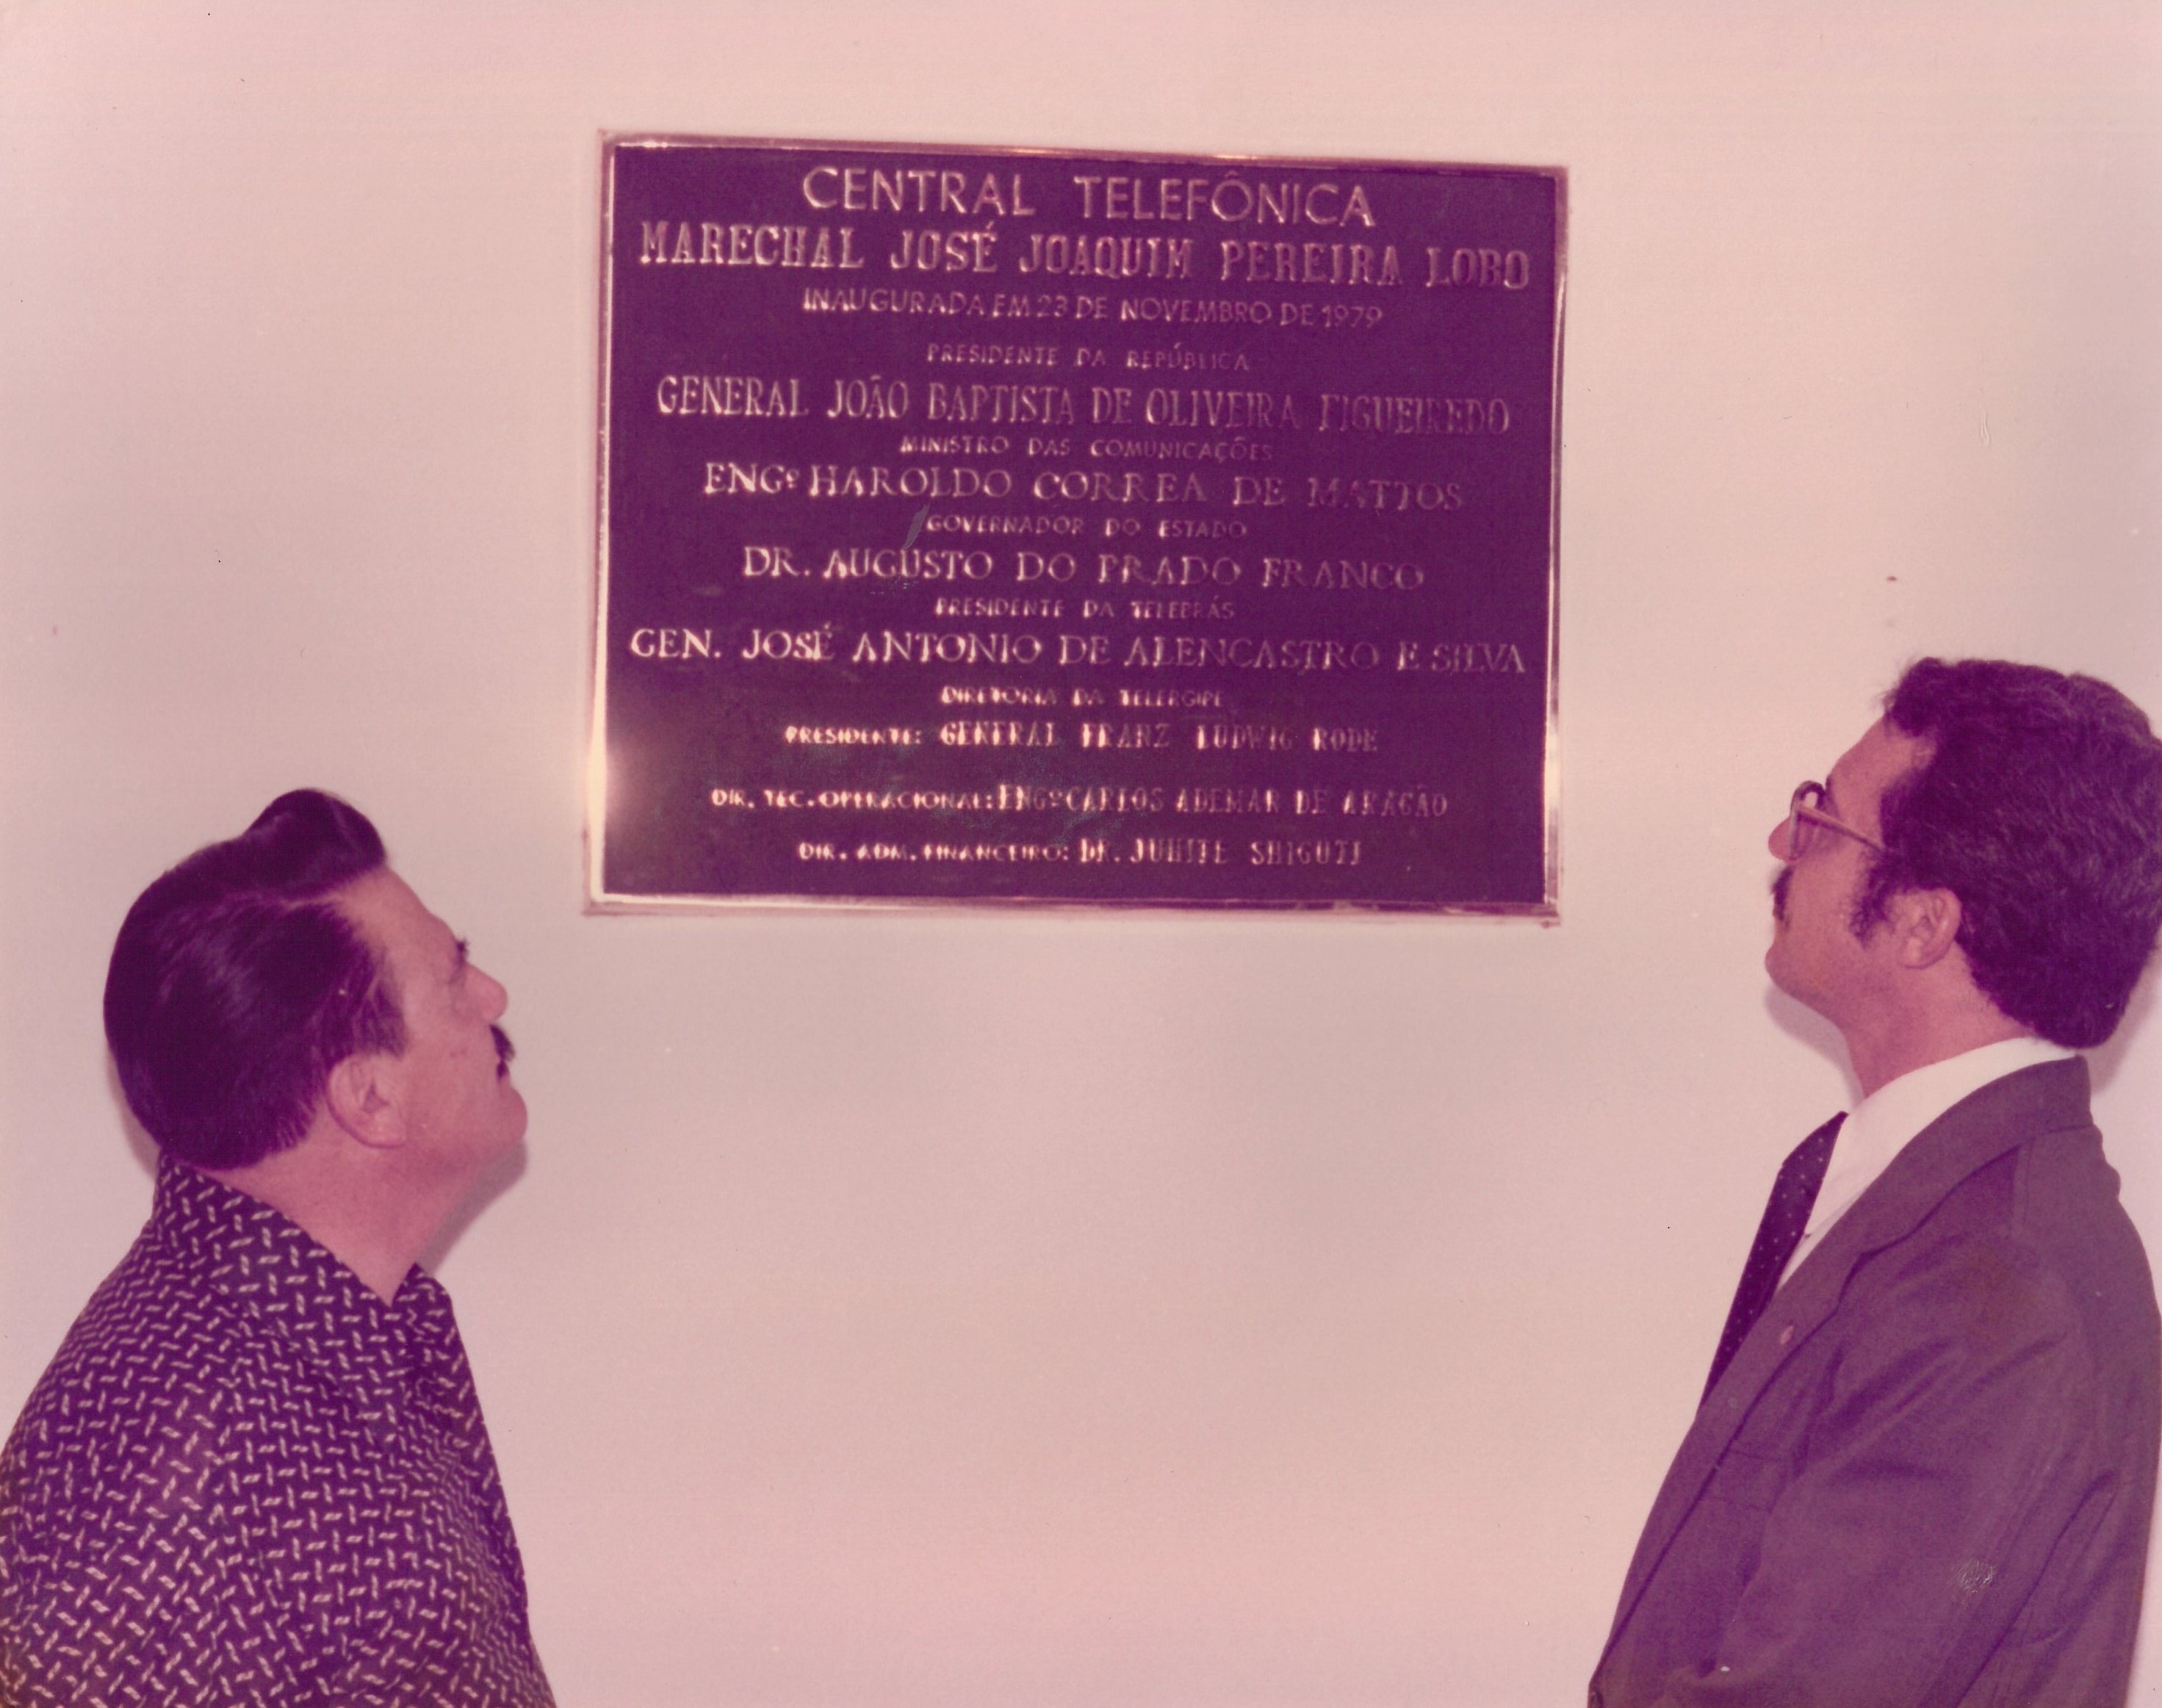 CENTRAL TELEFÔNICA
MARECHAL JOSÉ JOAQUIM PEREIRA LOBO
INAUGURADA EM 23 DE NOVEMBRO DE 1979
PRESIDENTE DA REPÚBLICA
GENERAL JOÃO BAPTISTA DE OLIVEIRA FIGUEIREDO
MINISTRO DAS COMUNICAÇÕES
ENGº HAROLDO CORREA DE MATTOS
GOVERNADOR DO ESTADO
DR. AUGUSTO DO PRADO FRANCO
PRESIDENTE DA TELEBRÁS
GEN. JOSÉ ANTONIO DE ALENCASTRO E SILVA
DIRETORIA DA TELERGIPE
PRESIDENTE: GENERAL FRANZ LUDWIG RODE
DIR. TEC. OPERACIONAL: ENGº CARLOS ADEMAR DE ARAGÃO
DIR. ADM. FINANCEIRO: DR. JUHITE SHIGUTI